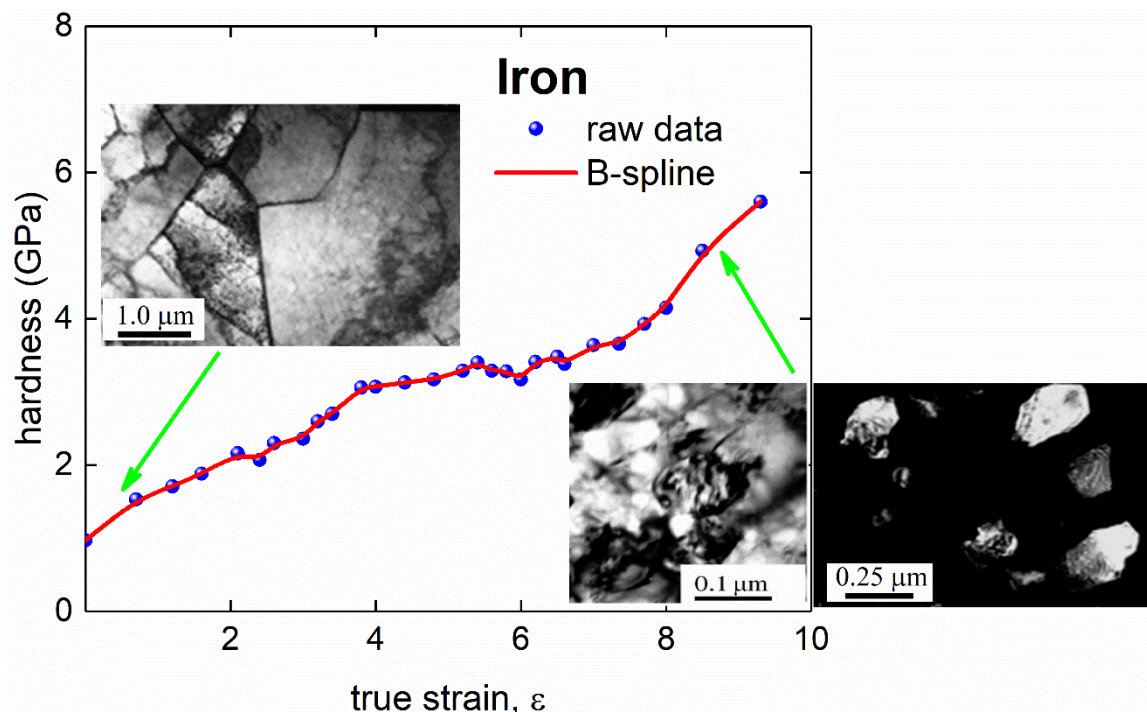 8
6
4
2
0
hardness (GPa)
Iron
raw data
B-spline
1.0 µm
0.1 µm
0.25 µm
2
4
6
8
10
true strain, ε